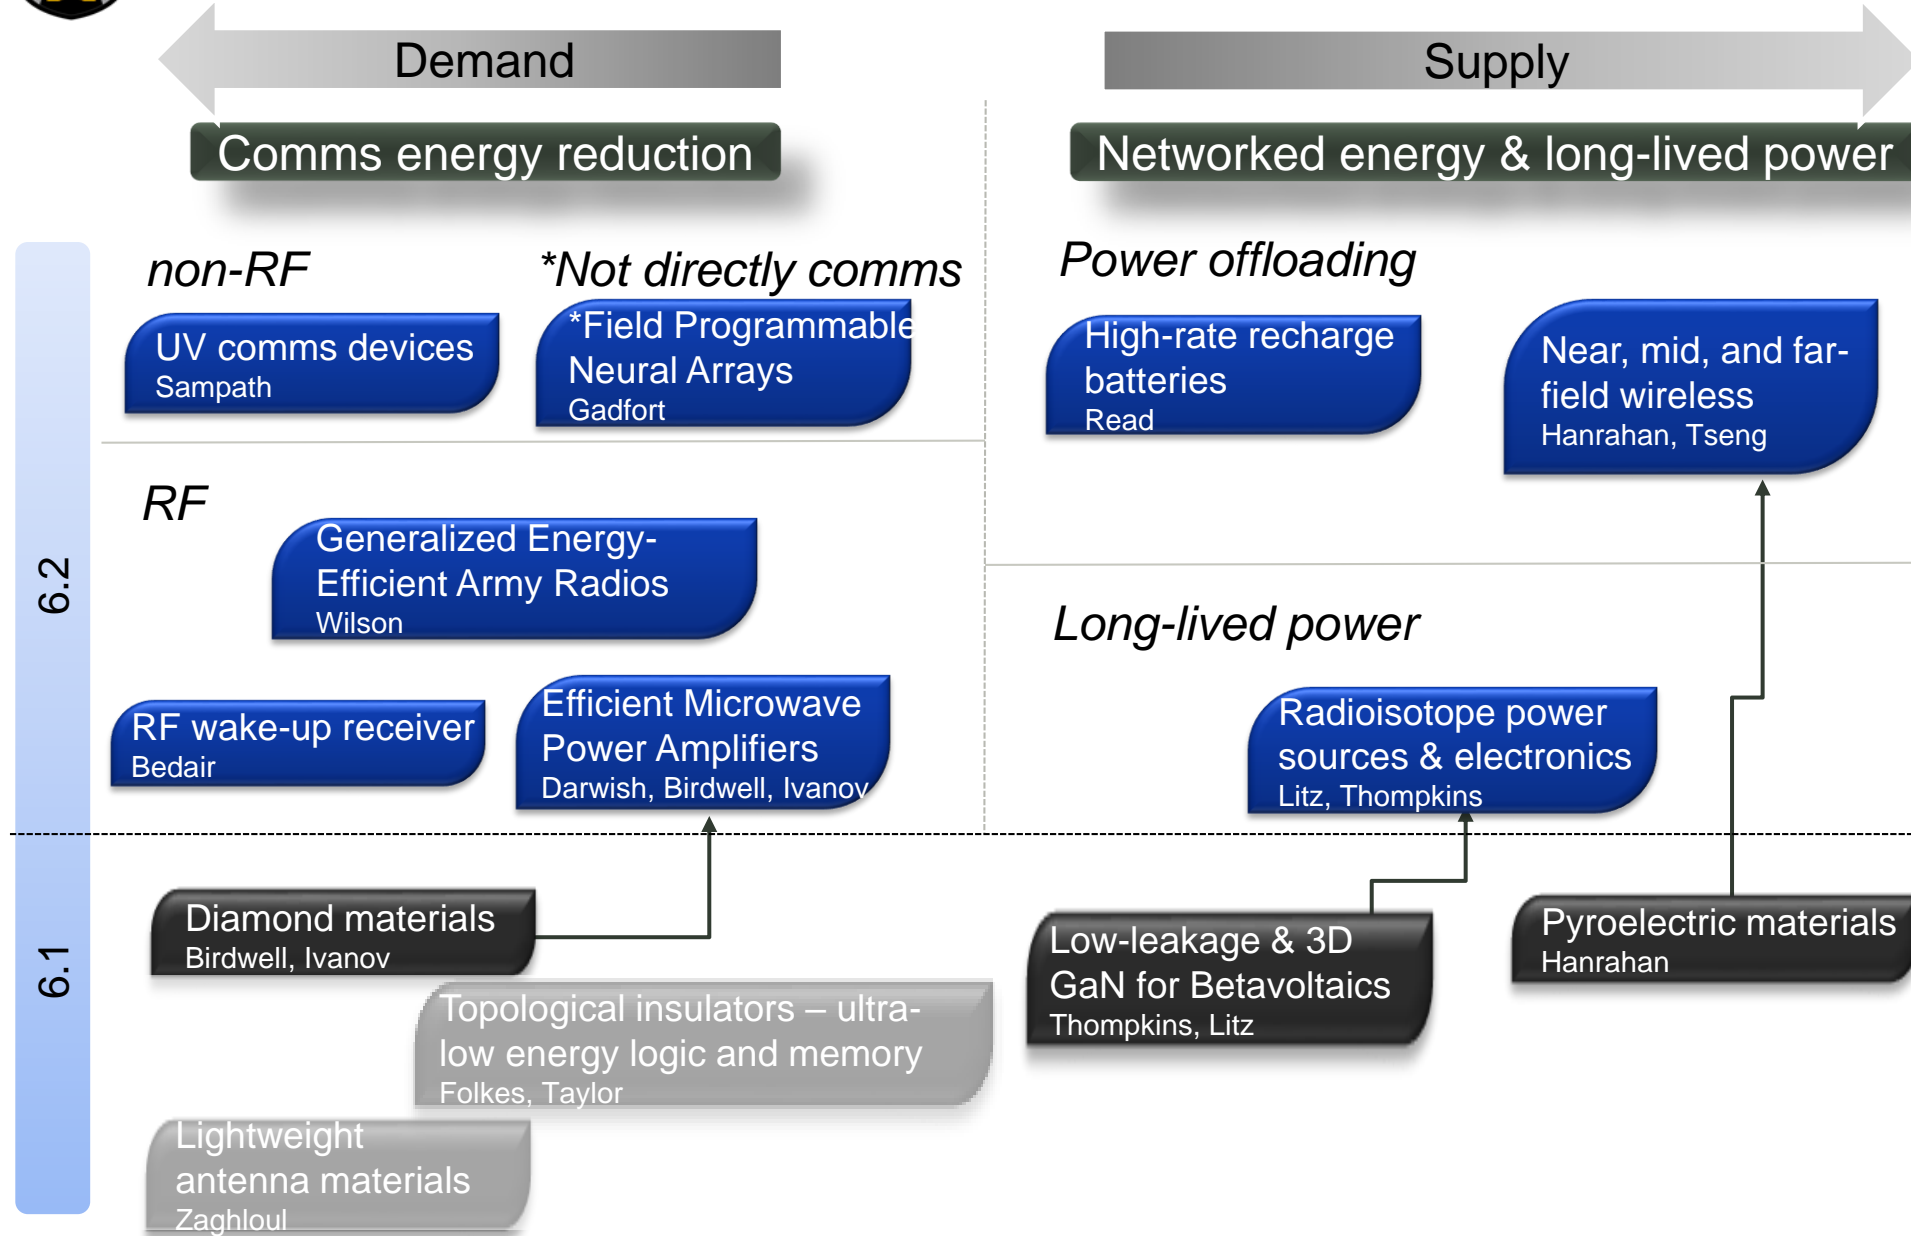 Demand
Supply
Comms energy reduction
Networked energy & long-lived power
non-RF
*Not directly comms
UV comms devices
Sampath
*Field Programmable
Neural Arrays
Gadfort
RF
Generalized Energy-
Efficient Army Radios
Wilson
RF wake-up receiver
Bedair
Efficient Microwave
Power Amplifiers
Darwish, Birdwell, Ivanov
Power offloading
High-rate recharge
batteries
Read
Near, mid, and far-
field wireless
Hanrahan, Tseng
Long-lived power
Radioisotope power
sources & electronics
Litz, Thompkins
6.2
6.1
Diamond materials
Birdwell, Ivanov
Topological insulators – ultra-
low energy logic and memory
Folkes, Taylor
Lightweight
antenna materials
Zaghloul
Low-leakage & 3D
GaN for Betavoltaics
Thompkins, Litz
Pyroelectric materials
Hanrahan